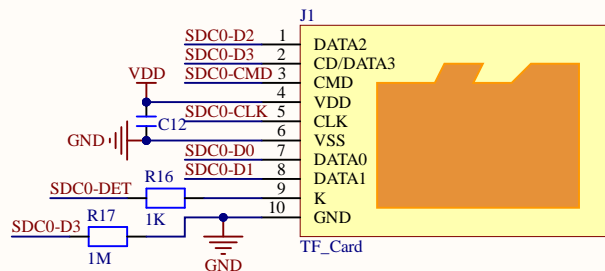 J1
SDC0-D2 1 DATA2
SDC0-D3 2 CD/DATA3
SDC0-CMD 3 CMD
VDD 4 VDD
SDC0-CLK 5 CLK
C12
GND 6 VSS
SDC0-D0 7 DATA0
SDC0-D1 8 DATA1
R16
SDC0-DET 9 K
1K
R17 10 GND
SDC0-D3
1M
GND
TF_Card